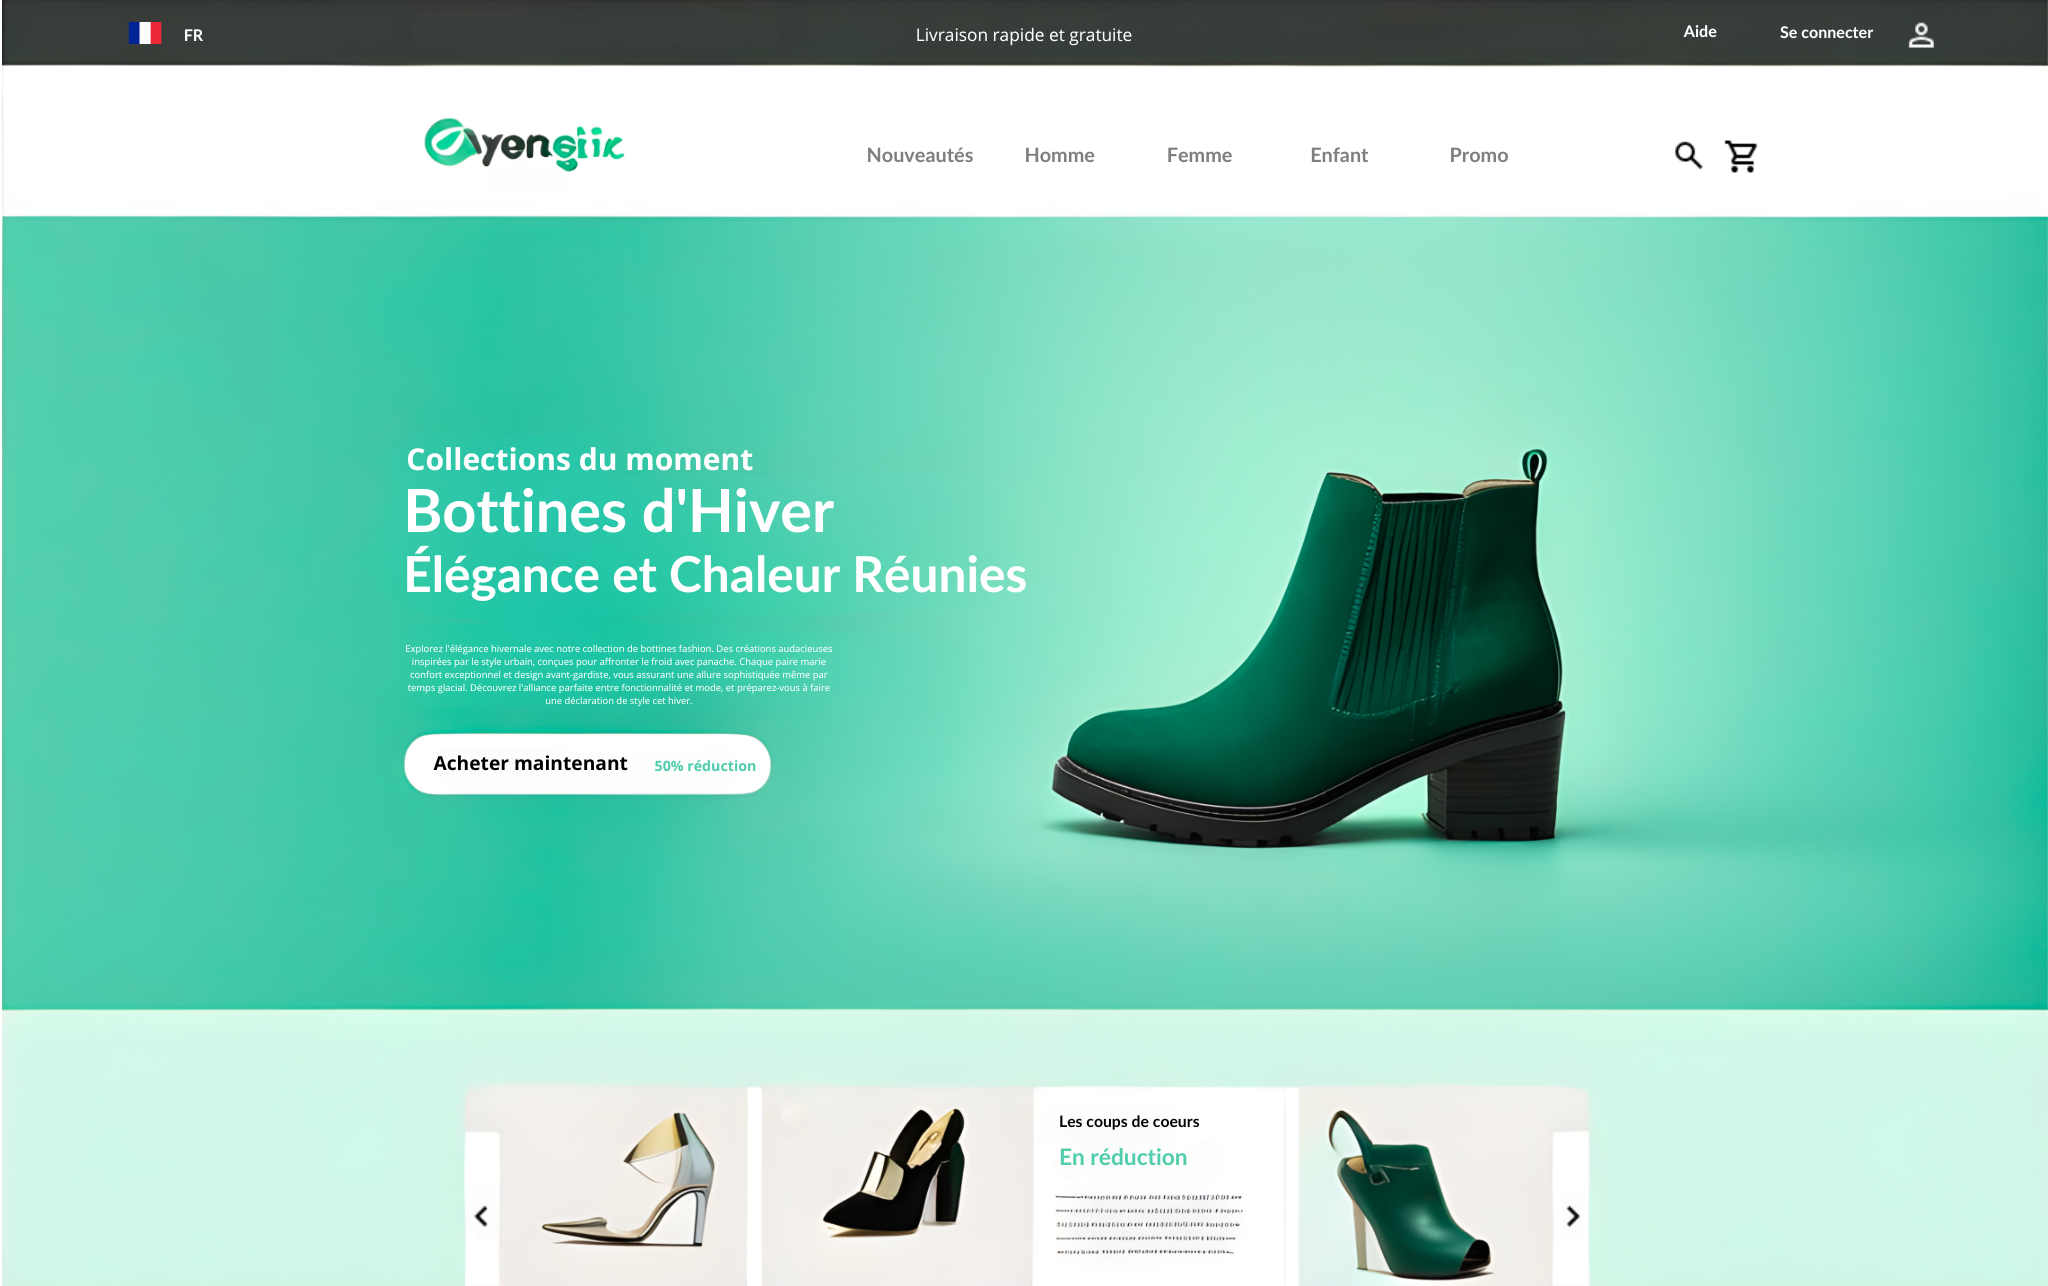 FR
Livraison rapide et gratuite
Aide
Se connecter
Nouveautés
Homme
Femme
Enfant
Promo
Collections du moment
Bottines d'Hiver
Élégance et Chaleur Réunies
Explorez l'élégance hivernale avec notre collection de bottines fashion. Des créations audacieuses
inspirées par le style urbain, conçues pour affronter le froid avec panache. Chaque paire marie
confort exceptionnel et design avant-gardiste, vous assurant une allure sophistiquée même par
temps glacial. Découvrez l'alliance parfaite entre fonctionnalité et mode, et préparez-vous à faire
une déclaration de style cet hiver.
Acheter maintenant
50% réduction
Les coups de coeurs
En réduction